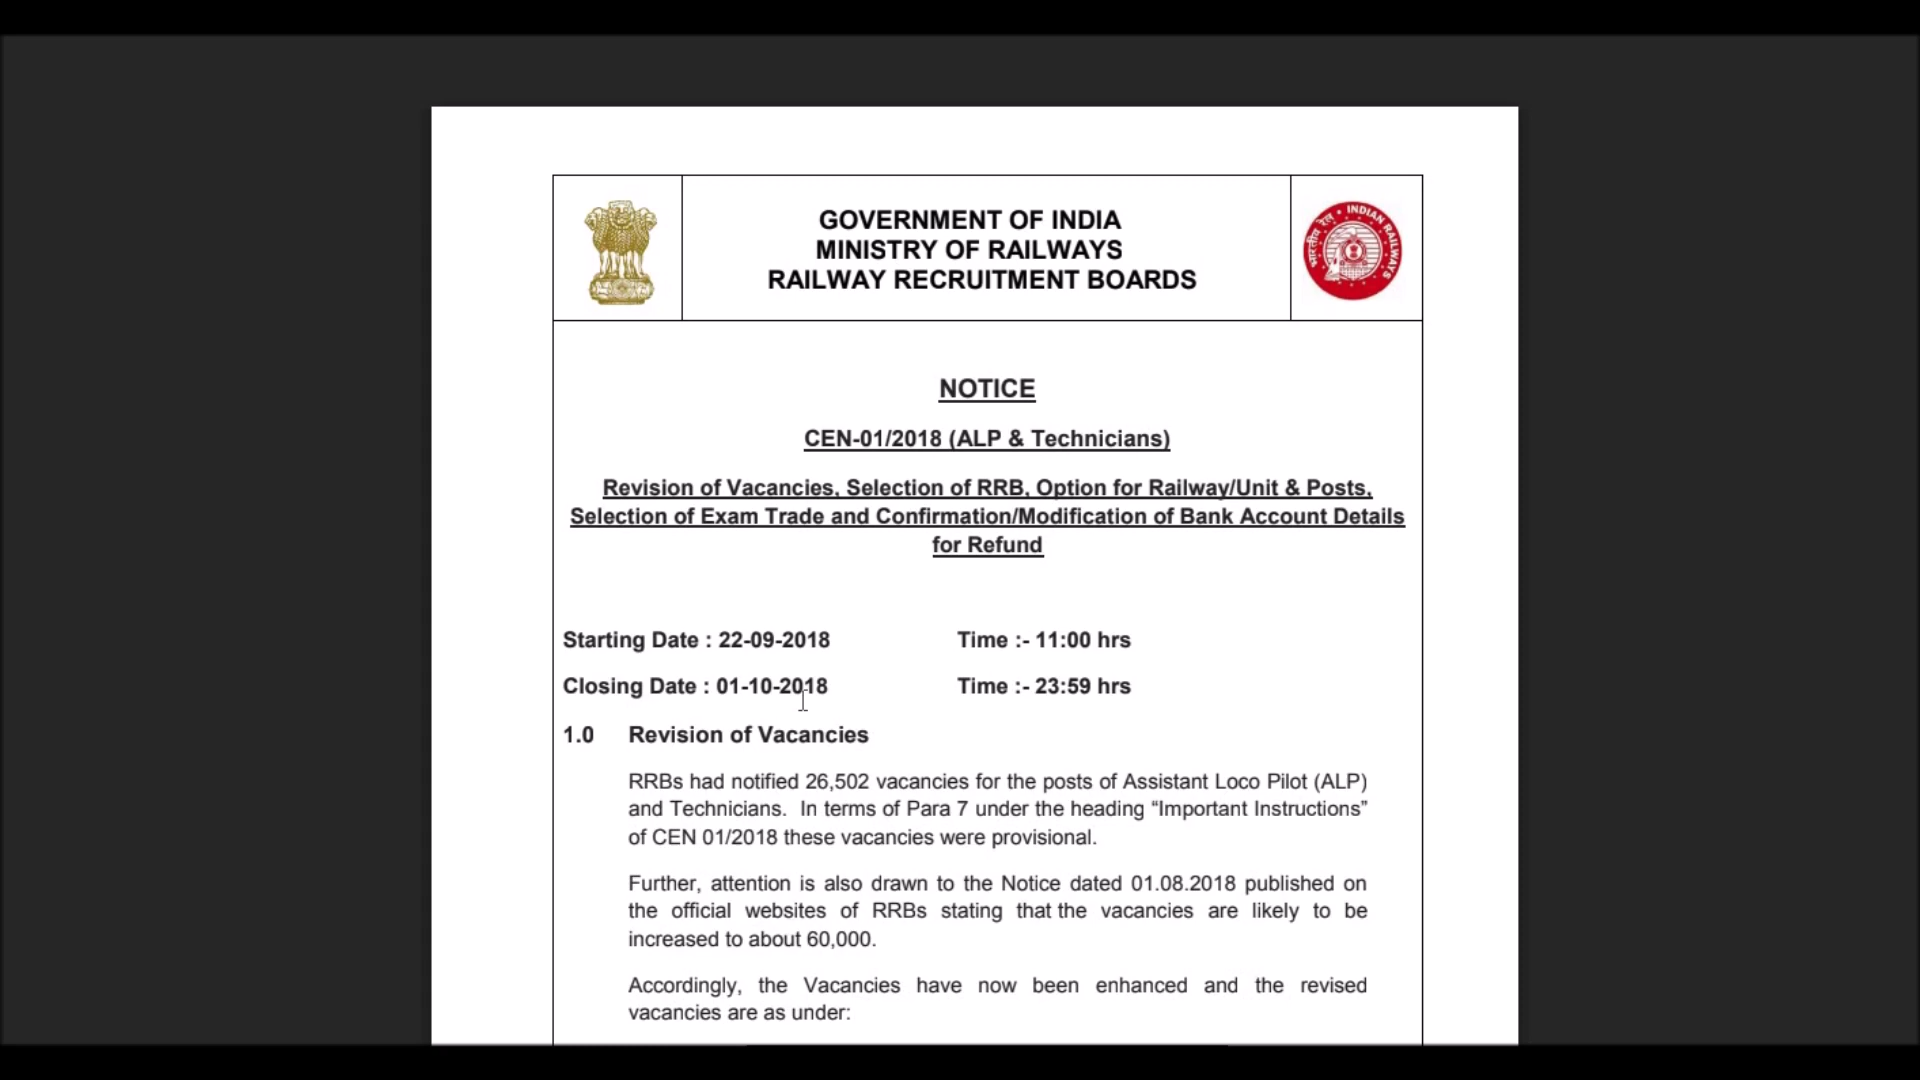 GOVERNMENT OF INDIA
MINISTRY OF RAILWAYS
RAILWAY RECRUITMENT BOARDS
भारतीय रेल • INDIAN RAILWAYS
NOTICE
CEN-01/2018 (ALP & Technicians)
Revision of Vacancies, Selection of RRB, Option for Railway/Unit & Posts,
Selection of Exam Trade and Confirmation/Modification of Bank Account Details
for Refund
Starting Date : 22-09-2018 Time :- 11:00 hrs
Closing Date : 01-10-2018 Time :- 23:59 hrs
1.0 Revision of Vacancies
RRBs had notified 26,502 vacancies for the posts of Assistant Loco Pilot (ALP)
and Technicians. In terms of Para 7 under the heading “Important Instructions”
of CEN 01/2018 these vacancies were provisional.
Further, attention is also drawn to the Notice dated 01.08.2018 published on
the official websites of RRBs stating that the vacancies are likely to be
increased to about 60,000.
Accordingly, the Vacancies have now been enhanced and the revised
vacancies are as under: